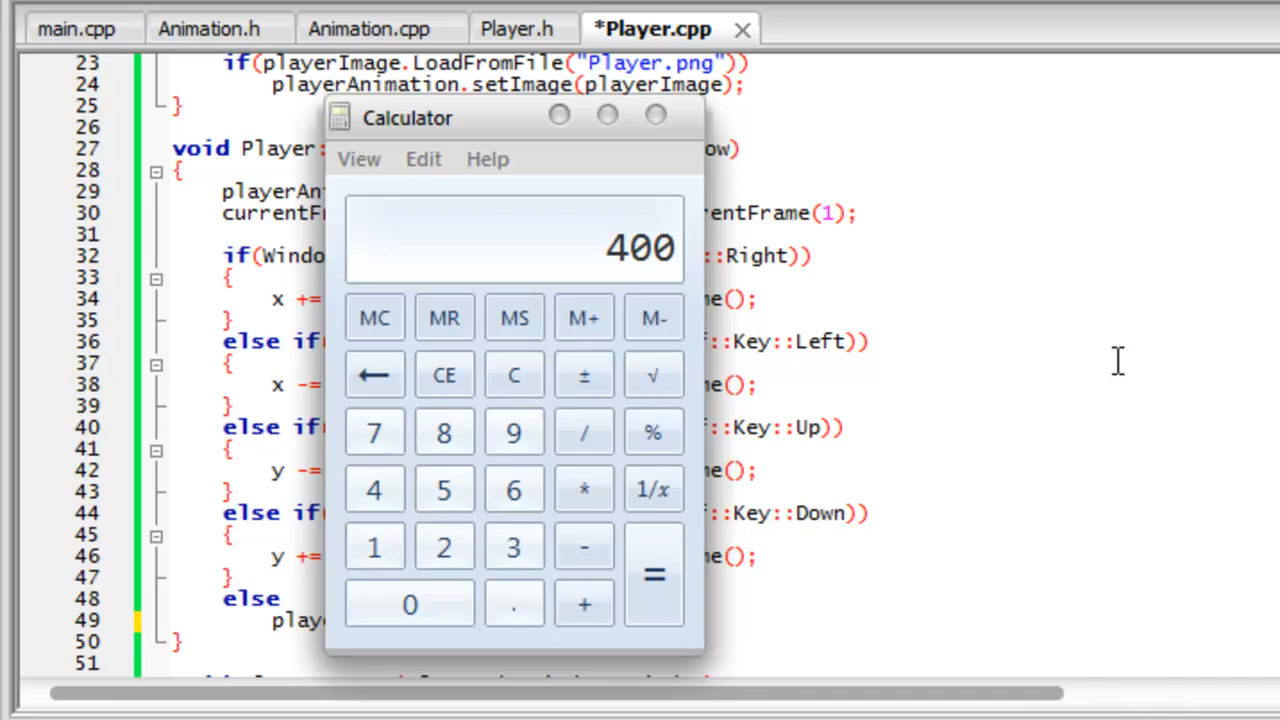 main.cpp Animation.h Animation.cpp Player.h *Player.cpp
23 if(playerImage.LoadFromFile("Player.png"))
24 playerAnimation.setImage(playerImage);
25 }
26
27 void Player: ow)
28 {
29 playerAn
30 currentF rentFrame(1);
31
32 if(Windo ::Right))
33 {
34 x += me();
35 }
36 else if( f::Key::Left))
37 {
38 x -= me();
39 }
40 else if( f::Key::Up))
41 {
42 y -= me();
43 }
44 else if( f::Key::Down))
45 {
46 y += me();
47 }
48 else
49 play
50 }
51
Calculator
View Edit Help
400
MC MR MS M+ M-
← CE C ± √
7 8 9 / %
4 5 6 * 1/x
1 2 3 - =
0 . +